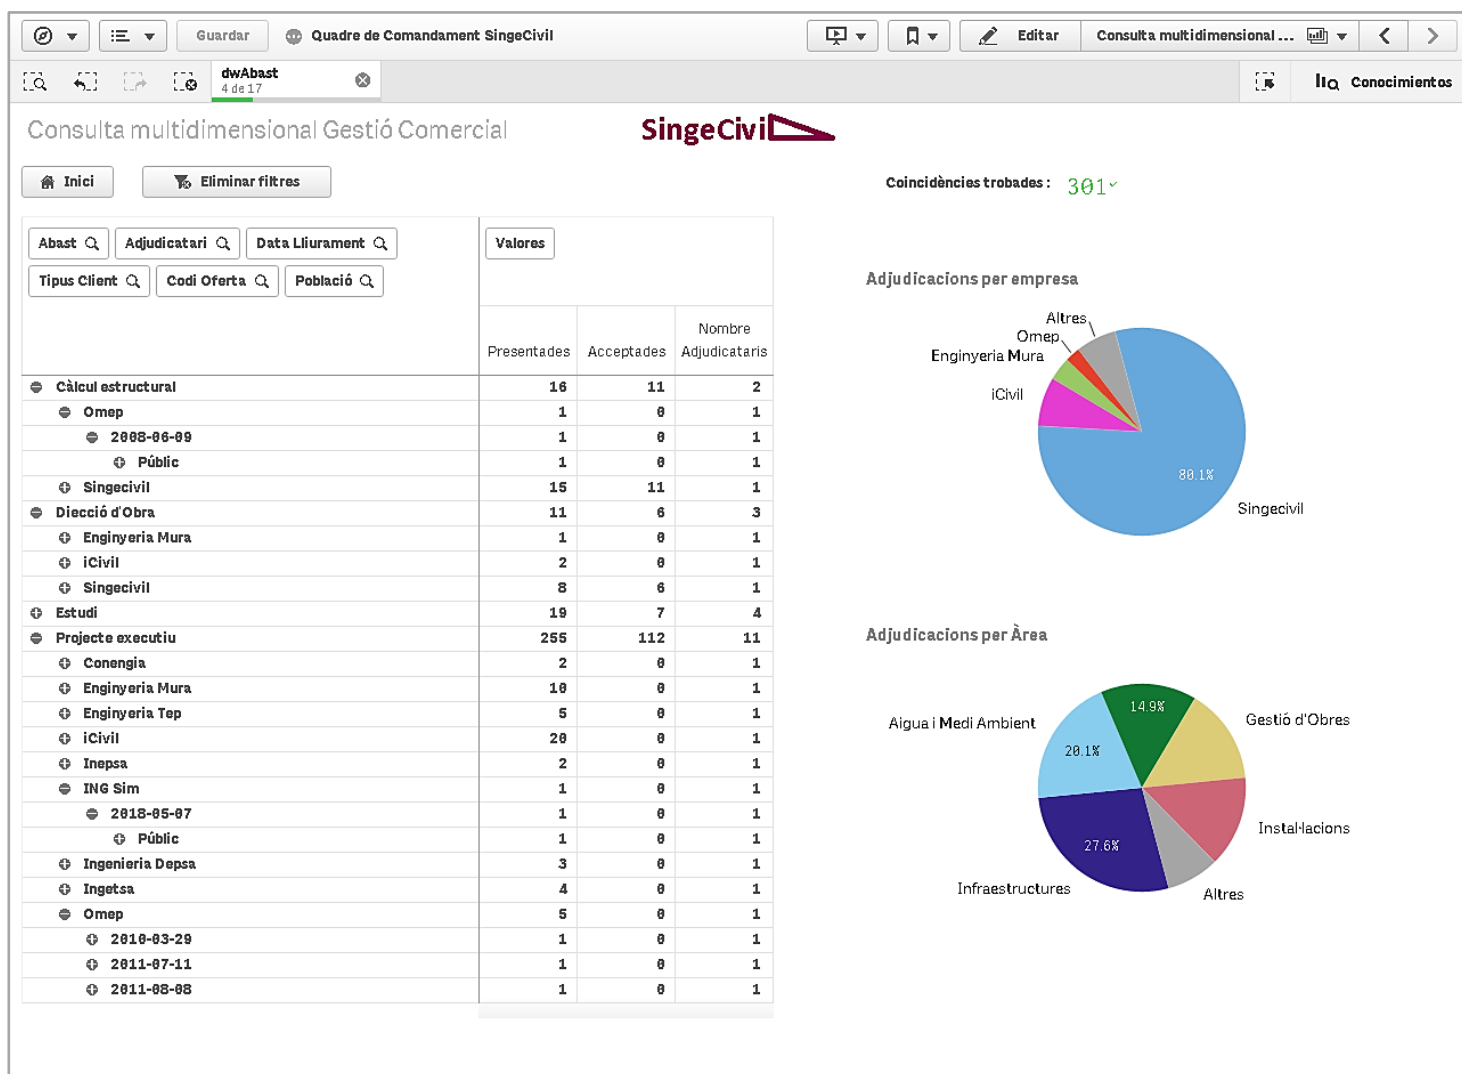 Guardar Quadre de Comandament SingeCivil Editar Consulta multidimensional ...
dwAbast
4 de 17
Conocimientos
Consulta multidimensional Gestió Comercial
SingeCivil
Inici Eliminar filtres Coincidències trobades : 301
Abast Adjudicatari Data Lliurament Valores
Tipus Client Codi Oferta Població
Presentades Acceptades Nombre Adjudicataris
Càlcul estructural 16 11 2
Omep 1 0 1
2008-06-09 1 0 1
Públic 1 0 1
Singecivil 15 11 1
Diecció d'Obra 11 6 3
Enginyeria Mura 1 0 1
iCivil 2 0 1
Singecivil 8 6 1
Estudi 19 7 4
Projecte executiu 255 112 11
Conengia 2 0 1
Enginyeria Mura 10 0 1
Enginyeria Tep 5 0 1
iCivil 20 0 1
Inepsa 2 0 1
ING Sim 1 0 1
2018-05-07 1 0 1
Públic 1 0 1
Ingenieria Depsa 3 0 1
Ingetsa 4 0 1
Omep 5 0 1
2010-03-29 1 0 1
2011-07-11 1 0 1
2011-08-08 1 0 1
Adjudicacions per empresa
Altres
Omep
Enginyeria Mura
iCivil
80.1%
Singecivil
Adjudicacions per Àrea
14.9%
Gestió d'Obres
Aigua i Medi Ambient
20.1%
Instal·lacions
27.6%
Infraestructures
Altres